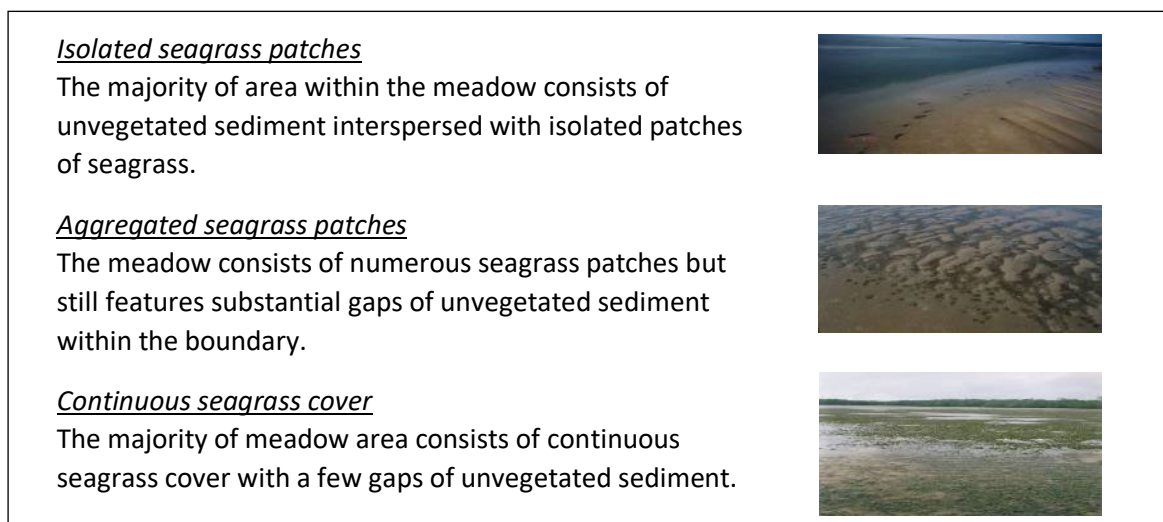 Isolated seagrass patches
The majority of area within the meadow consists of
unvegetated sediment interspersed with isolated patches
of seagrass.
Aggregated seagrass patches
The meadow consists of numerous seagrass patches but
still features substantial gaps of unvegetated sediment
within the boundary.
Continuous seagrass cover
The majority of meadow area consists of continuous
seagrass cover with a few gaps of unvegetated sediment.